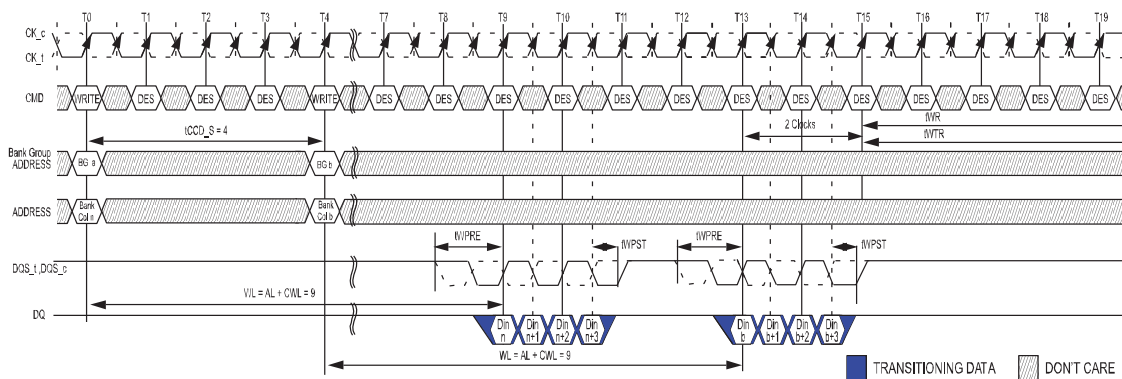 T0 T1 T2 T3 T4 T7 T8 T9 T10 T11 T12 T13 T14 T15 T16 T17 T18 T19
CK_c
CK_t
CMD WRITE DES DES DES WRITE DES DES DES DES DES DES DES DES DES DES DES DES DES
2 Clocks
tWR
tCCD_S = 4
tWTR
Bank Group
ADDRESS
BG a
BG b
ADDRESS
Bank
Col n
Bank
Col b
tWPRE
tWPST
tWPRE
tWPST
DQS_t,DQS_c
WL = AL + CWL = 9
DQ
Din
n
Din
n+1
Din
n+2
Din
n+3
Din
b
Din
b+1
Din
b+2
Din
b+3
WL = AL + CWL = 9
TRANSITIONING DATA
DON'T CARE